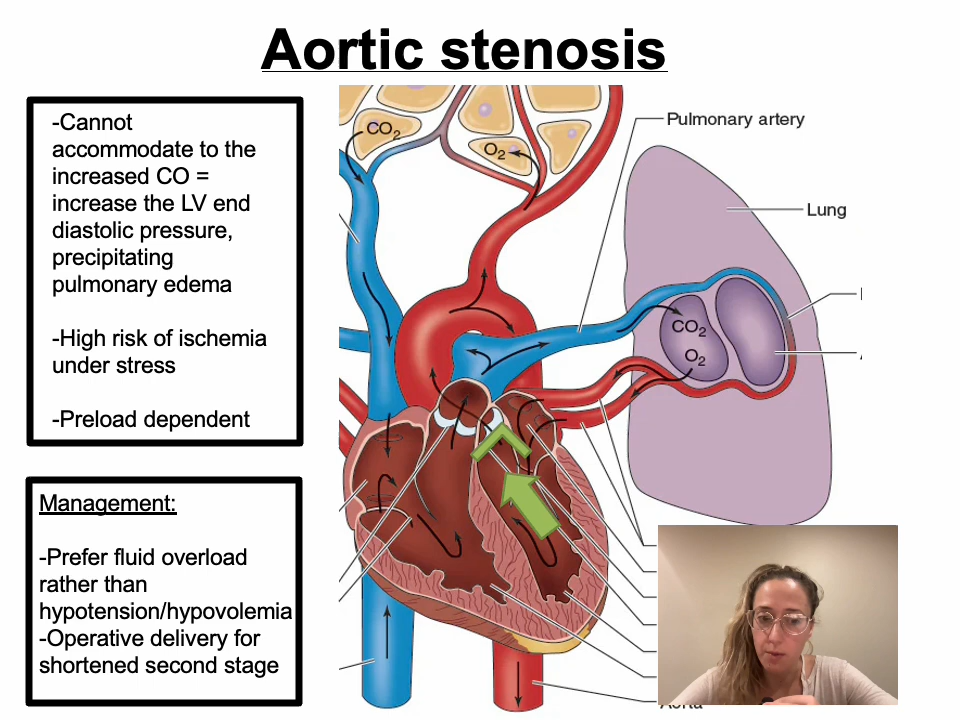 Aortic stenosis
-Cannot
accommodate to the
increased CO =
increase the LV end
diastolic pressure,
precipitating
pulmonary edema
-High risk of ischemia
under stress
-Preload dependent
Management:
-Prefer fluid overload
rather than
hypotension/hypovolemia
-Operative delivery for
shortened second stage
CO2
O2
Pulmonary artery
Lung
CO2
O2
Aorta